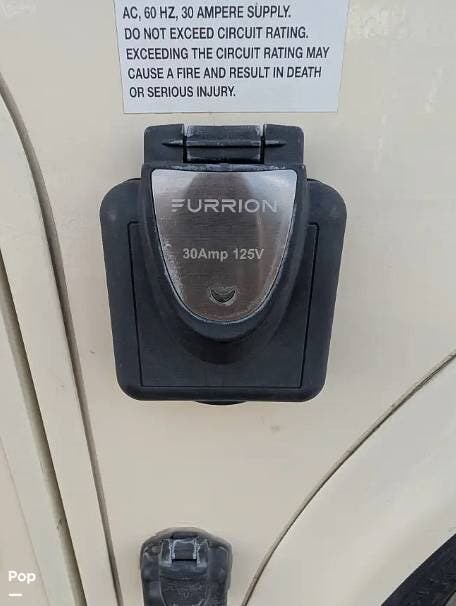 AC, 60 HZ, 30 AMPERE SUPPLY.
DO NOT EXCEED CIRCUIT RATING.
EXCEEDING THE CIRCUIT RATING MAY
CAUSE A FIRE AND RESULT IN DEATH
OR SERIOUS INJURY.
FURRION
30Amp 125V
Pop